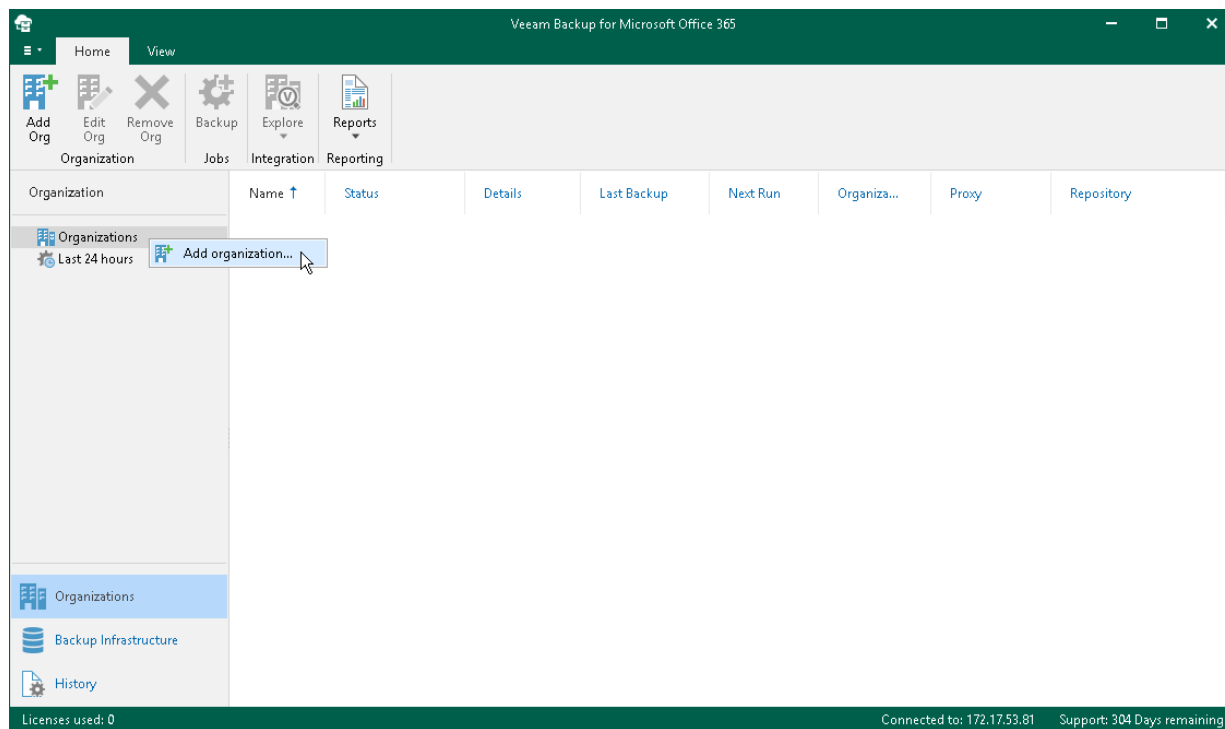 Veeam Backup for Microsoft Office 365
Home View
Add Org
Edit Org
Remove Org
Backup
Explore
Reports
Organization Jobs Integration Reporting
Organization
Name ↑ Status Details Last Backup Next Run Organiza... Proxy Repository
Organizations
Add organization...
Last 24 hours
Organizations
Backup Infrastructure
History
Licenses used: 0 Connected to: 172.17.53.81 Support: 304 Days remaining